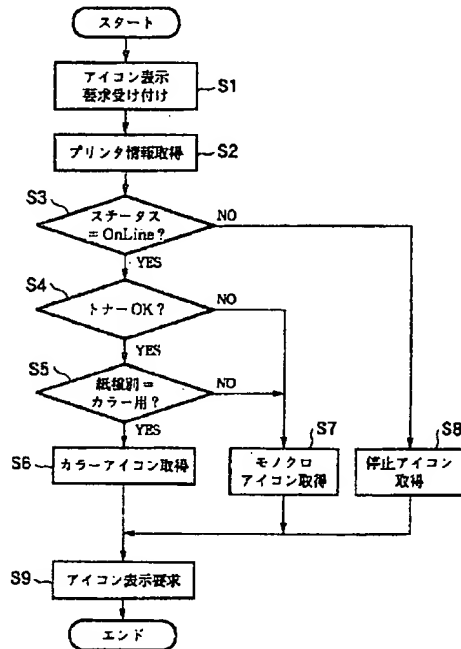 スタート
アイコン表示
要求受け付け
S1
プリンタ情報取得
S2
S3
ステータス
=OnLine?
NO
YES
S4
トナーOK?
NO
YES
S5
紙種別=
カラー用?
NO
YES
S6
カラーアイコン取得
S7
モノクロ
アイコン取得
S8
停止アイコン
取得
S9
アイコン表示要求
エンド